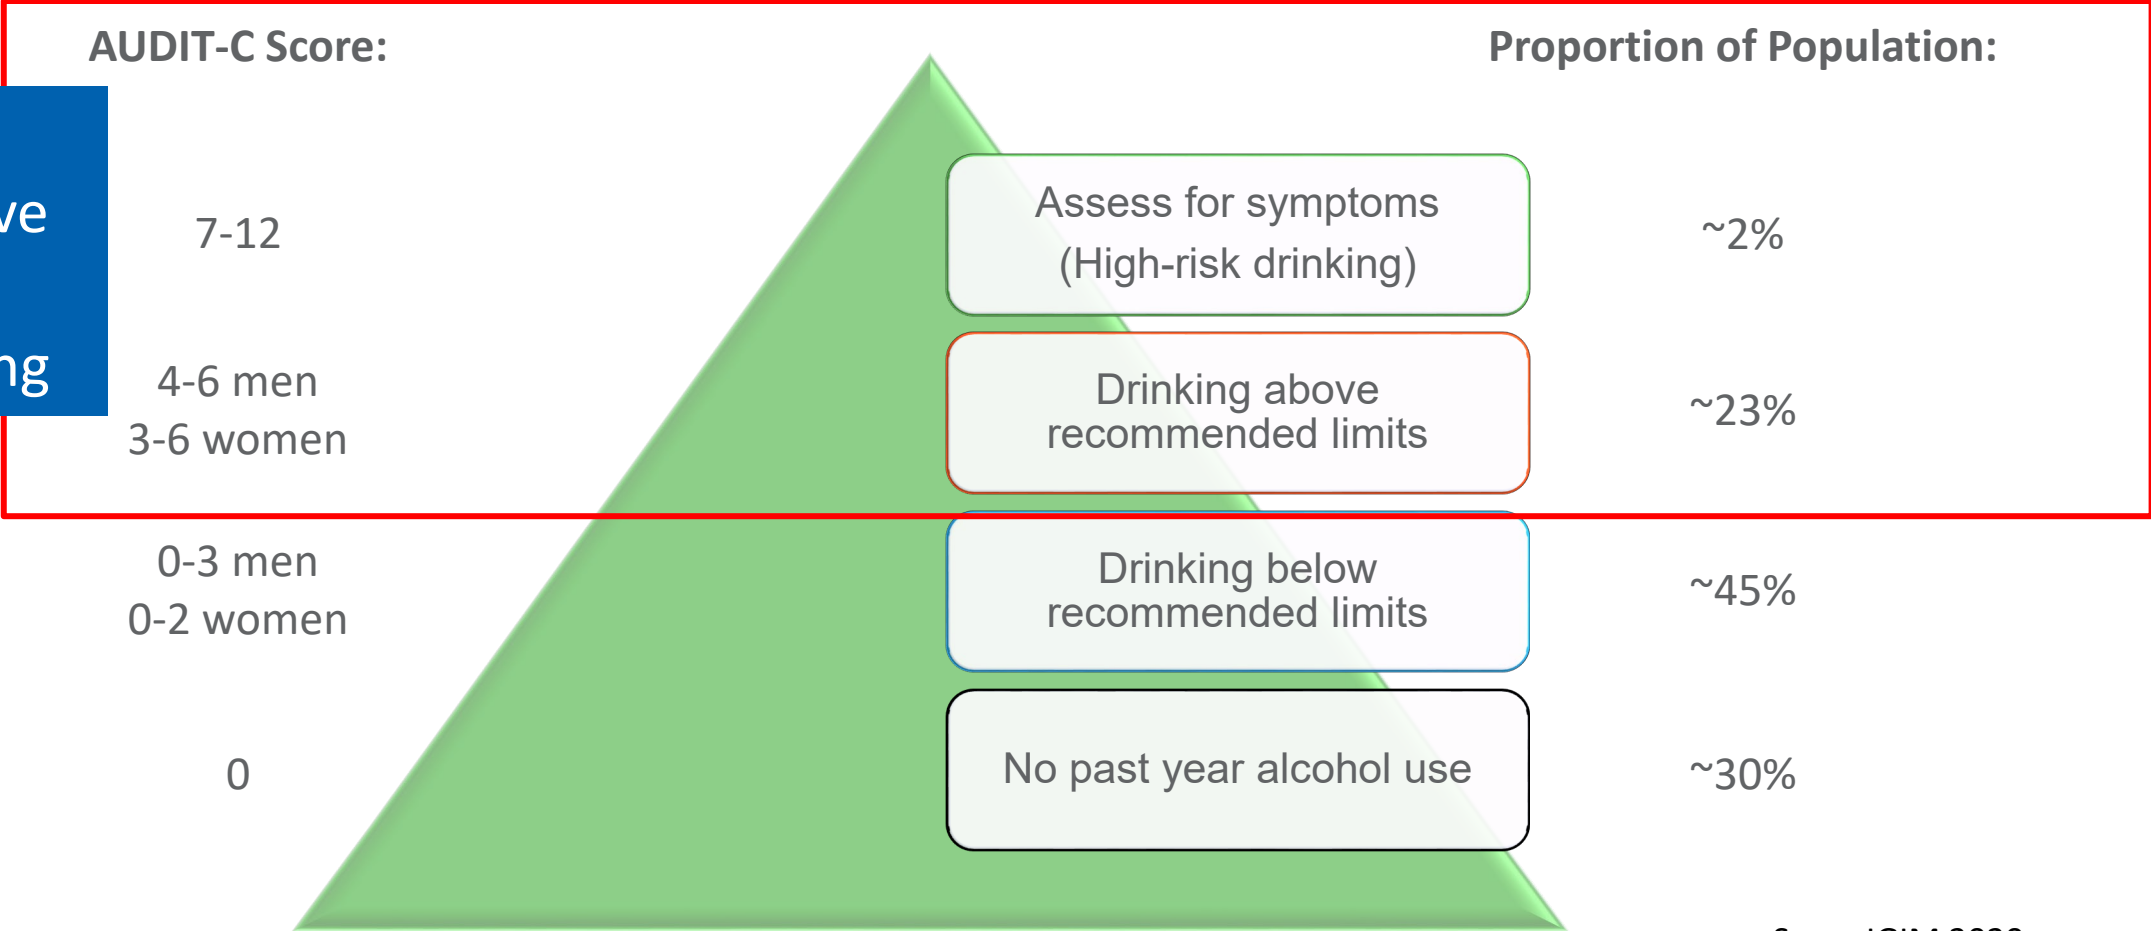 AUDIT-C Score:
Proportion of Population:
7-12
Assess for symptoms
(High-risk drinking)
~2%
4-6 men
3-6 women
Drinking above
recommended limits
~23%
0-3 men
0-2 women
Drinking below
recommended limits
~45%
0
No past year alcohol use
~30%